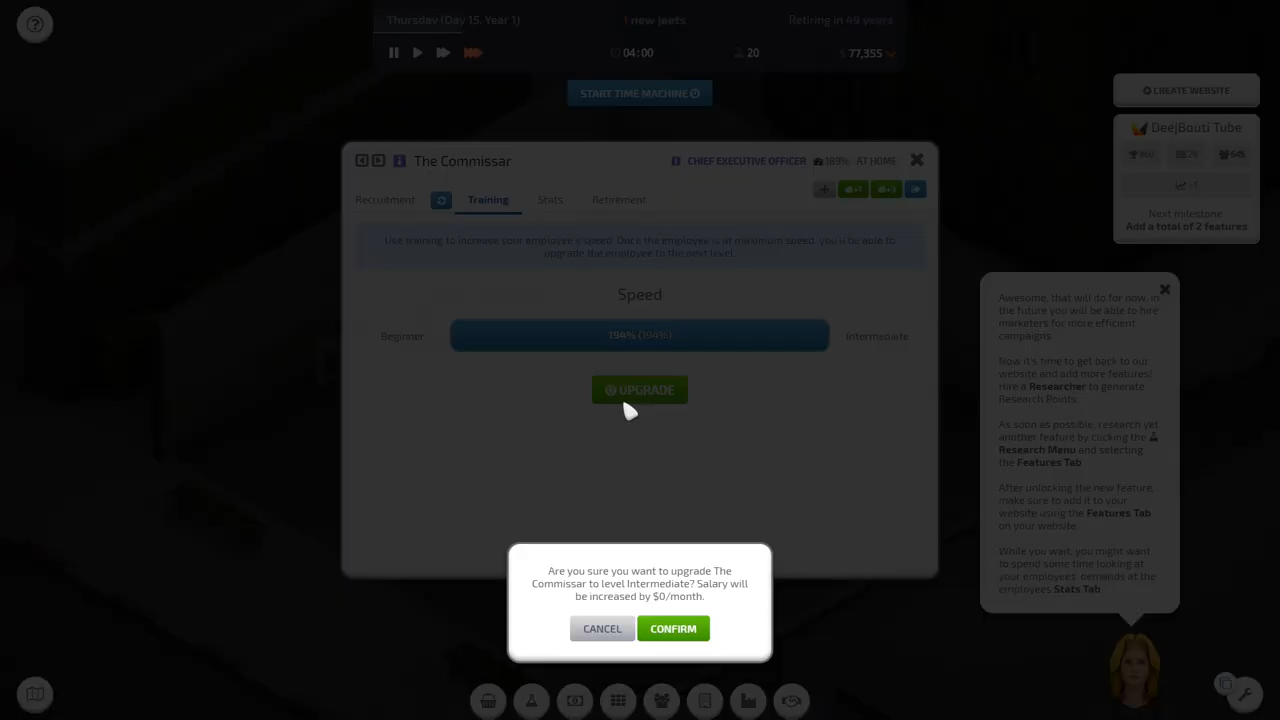 Thursday (Day 15, Year 1)
1 new jeets
Retiring in 49 years
04:00
20
$ 77,355
START TIME MACHINE
CREATE WEBSITE
DeejBauti Tube
+1
Next milestone
Add a total of 2 features
The Commissar
CHIEF EXECUTIVE OFFICER
189%
AT HOME
Recruitment
Training
Stats
Retirement
Use training to increase your employee's speed. Once the employee is at maximum speed, you'll be able to
upgrade the employee to the next level.
Speed
Beginner
194% (194%)
Intermediate
UPGRADE
Awesome, that will do for now, in
the future you will be able to hire
marketers for more efficient
campaigns.
Now it's time to get back to our
website and add more features!
Hire a Researcher to generate
Research Points.
As soon as possible, research yet
another feature by clicking the
Research Menu and selecting
the Features Tab
After unlocking the new feature,
make sure to add it to your
website using the Features Tab
on your website.
While you wait, you might want
to spend some time looking at
your employees' demands at the
employees Stats Tab
Are you sure you want to upgrade The
Commissar to level Intermediate? Salary will
be increased by $0/month.
CANCEL
CONFIRM